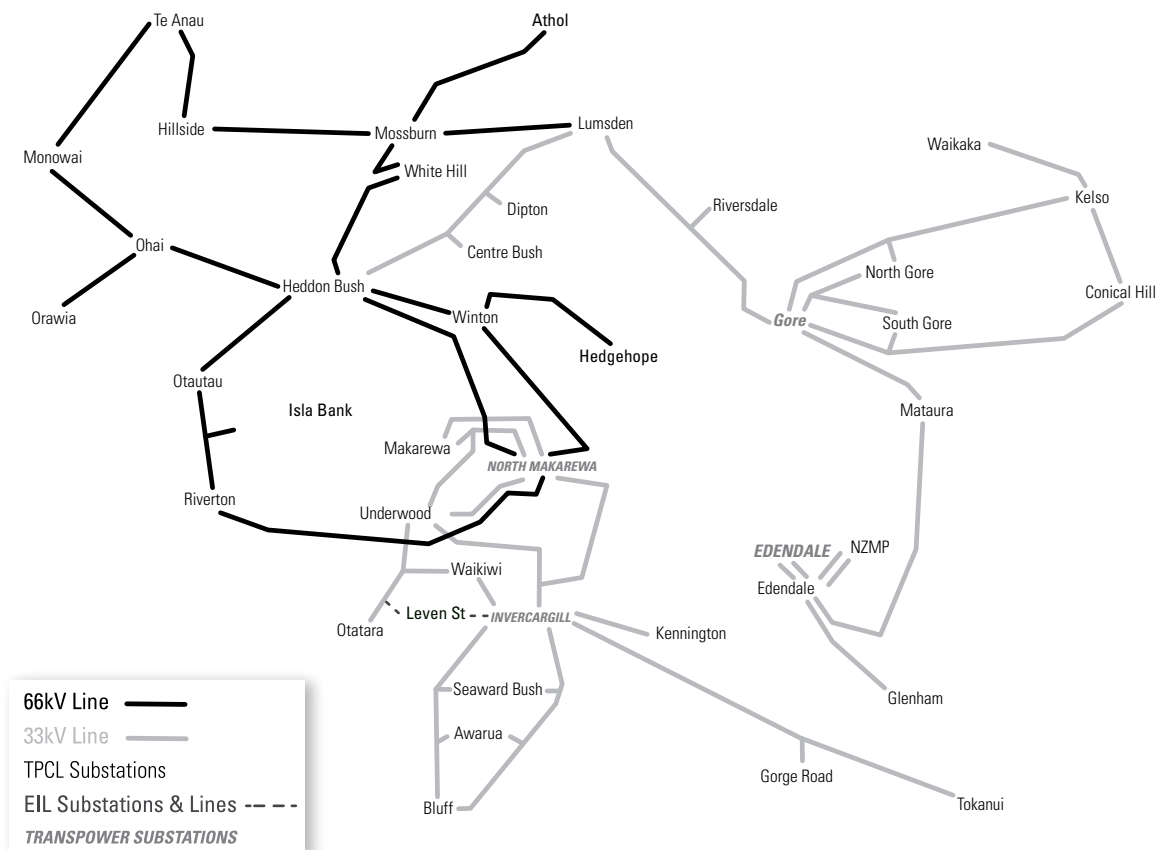 Te Anau
Athol
Hillside
Mossburn
Lumsden
Monowai
White Hill
Waikaka
Kelso
Dipton
Riversdale
Ohai
Centre Bush
North Gore
Heddon Bush
Conical Hill
Orawia
Winton
Gore
South Gore
Hedgehope
Otautau
Isla Bank
Mataura
Makarewa
NORTH MAKAREWA
Riverton
Underwood
EDENDALE
NZMP
Waikiwi
Edendale
Leven St
INVERCARGILL
Otatara
Kennington
Seaward Bush
Glenham
Awarua
Gorge Road
Bluff
Tokanui
66kV Line
33kV Line
TPCL Substations
EIL Substations & Lines
TRANSPOWER SUBSTATIONS